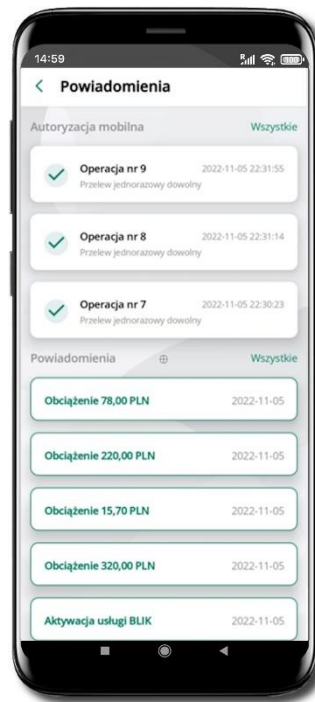 14:59
Powiadomienia
Autoryzacja mobilna Wszystkie
Operacja nr 9 2022-11-05 22:31:55
Przelew jednorazowy dowolny
Operacja nr 8 2022-11-05 22:31:14
Przelew jednorazowy dowolny
Operacja nr 7 2022-11-05 22:30:23
Przelew jednorazowy dowolny
Powiadomienia Wszystkie
Obciążenie 78,00 PLN 2022-11-05
Obciążenie 220,00 PLN 2022-11-05
Obciążenie 15,70 PLN 2022-11-05
Obciążenie 320,00 PLN 2022-11-05
Aktywacja usługi BLIK 2022-11-05